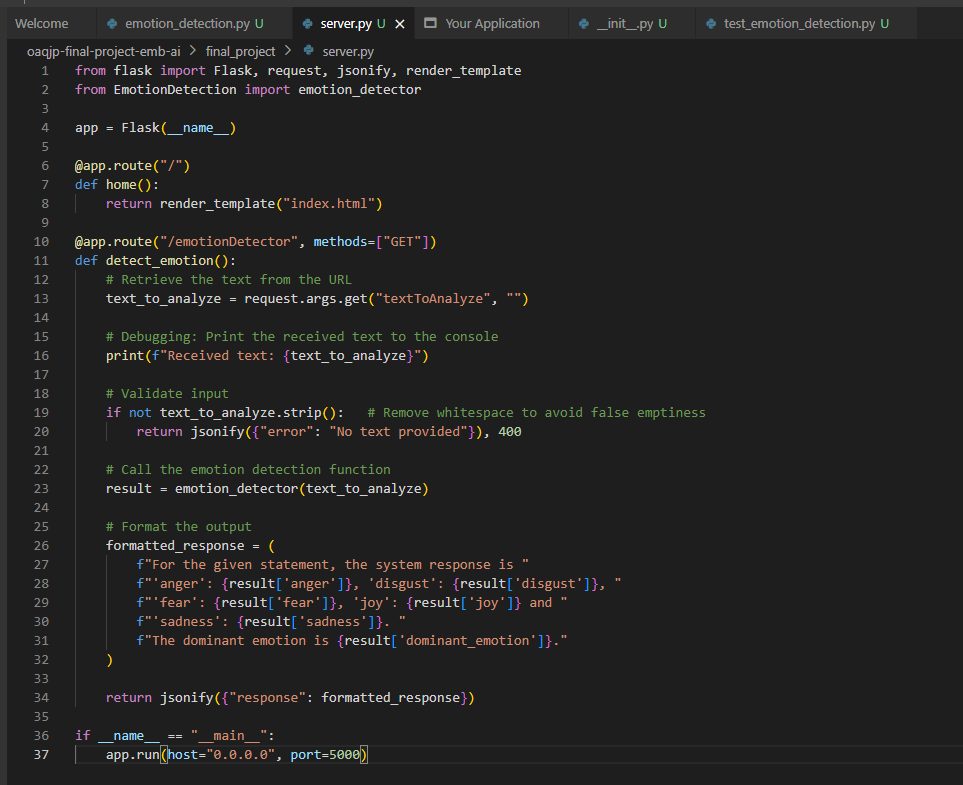 Welcome
emotion_detection.py U
server.py U
Your Application
__init__.py U
test_emotion_detection.py U
oaqjp-final-project-emb-ai > final_project > server.py
1 from flask import Flask, request, jsonify, render_template
2 from EmotionDetection import emotion_detector
3
4 app = Flask(__name__)
5
6 @app.route("/")
7 def home():
8     return render_template("index.html")
9
10 @app.route("/emotionDetector", methods=["GET"])
11 def detect_emotion():
12     # Retrieve the text from the URL
13     text_to_analyze = request.args.get("textToAnalyze", "")
14
15     # Debugging: Print the received text to the console
16     print(f"Received text: {text_to_analyze}")
17
18     # Validate input
19     if not text_to_analyze.strip():   # Remove whitespace to avoid false emptiness
20         return jsonify({"error": "No text provided"}), 400
21
22     # Call the emotion detection function
23     result = emotion_detector(text_to_analyze)
24
25     # Format the output
26     formatted_response = (
27         f"For the given statement, the system response is "
28         f"'anger': {result['anger']}, 'disgust': {result['disgust']}, "
29         f"'fear': {result['fear']}, 'joy': {result['joy']} and "
30         f"'sadness': {result['sadness']}. "
31         f"The dominant emotion is {result['dominant_emotion']}."
32     )
33
34     return jsonify({"response": formatted_response})
35
36 if __name__ == "__main__":
37     app.run(host="0.0.0.0", port=5000)